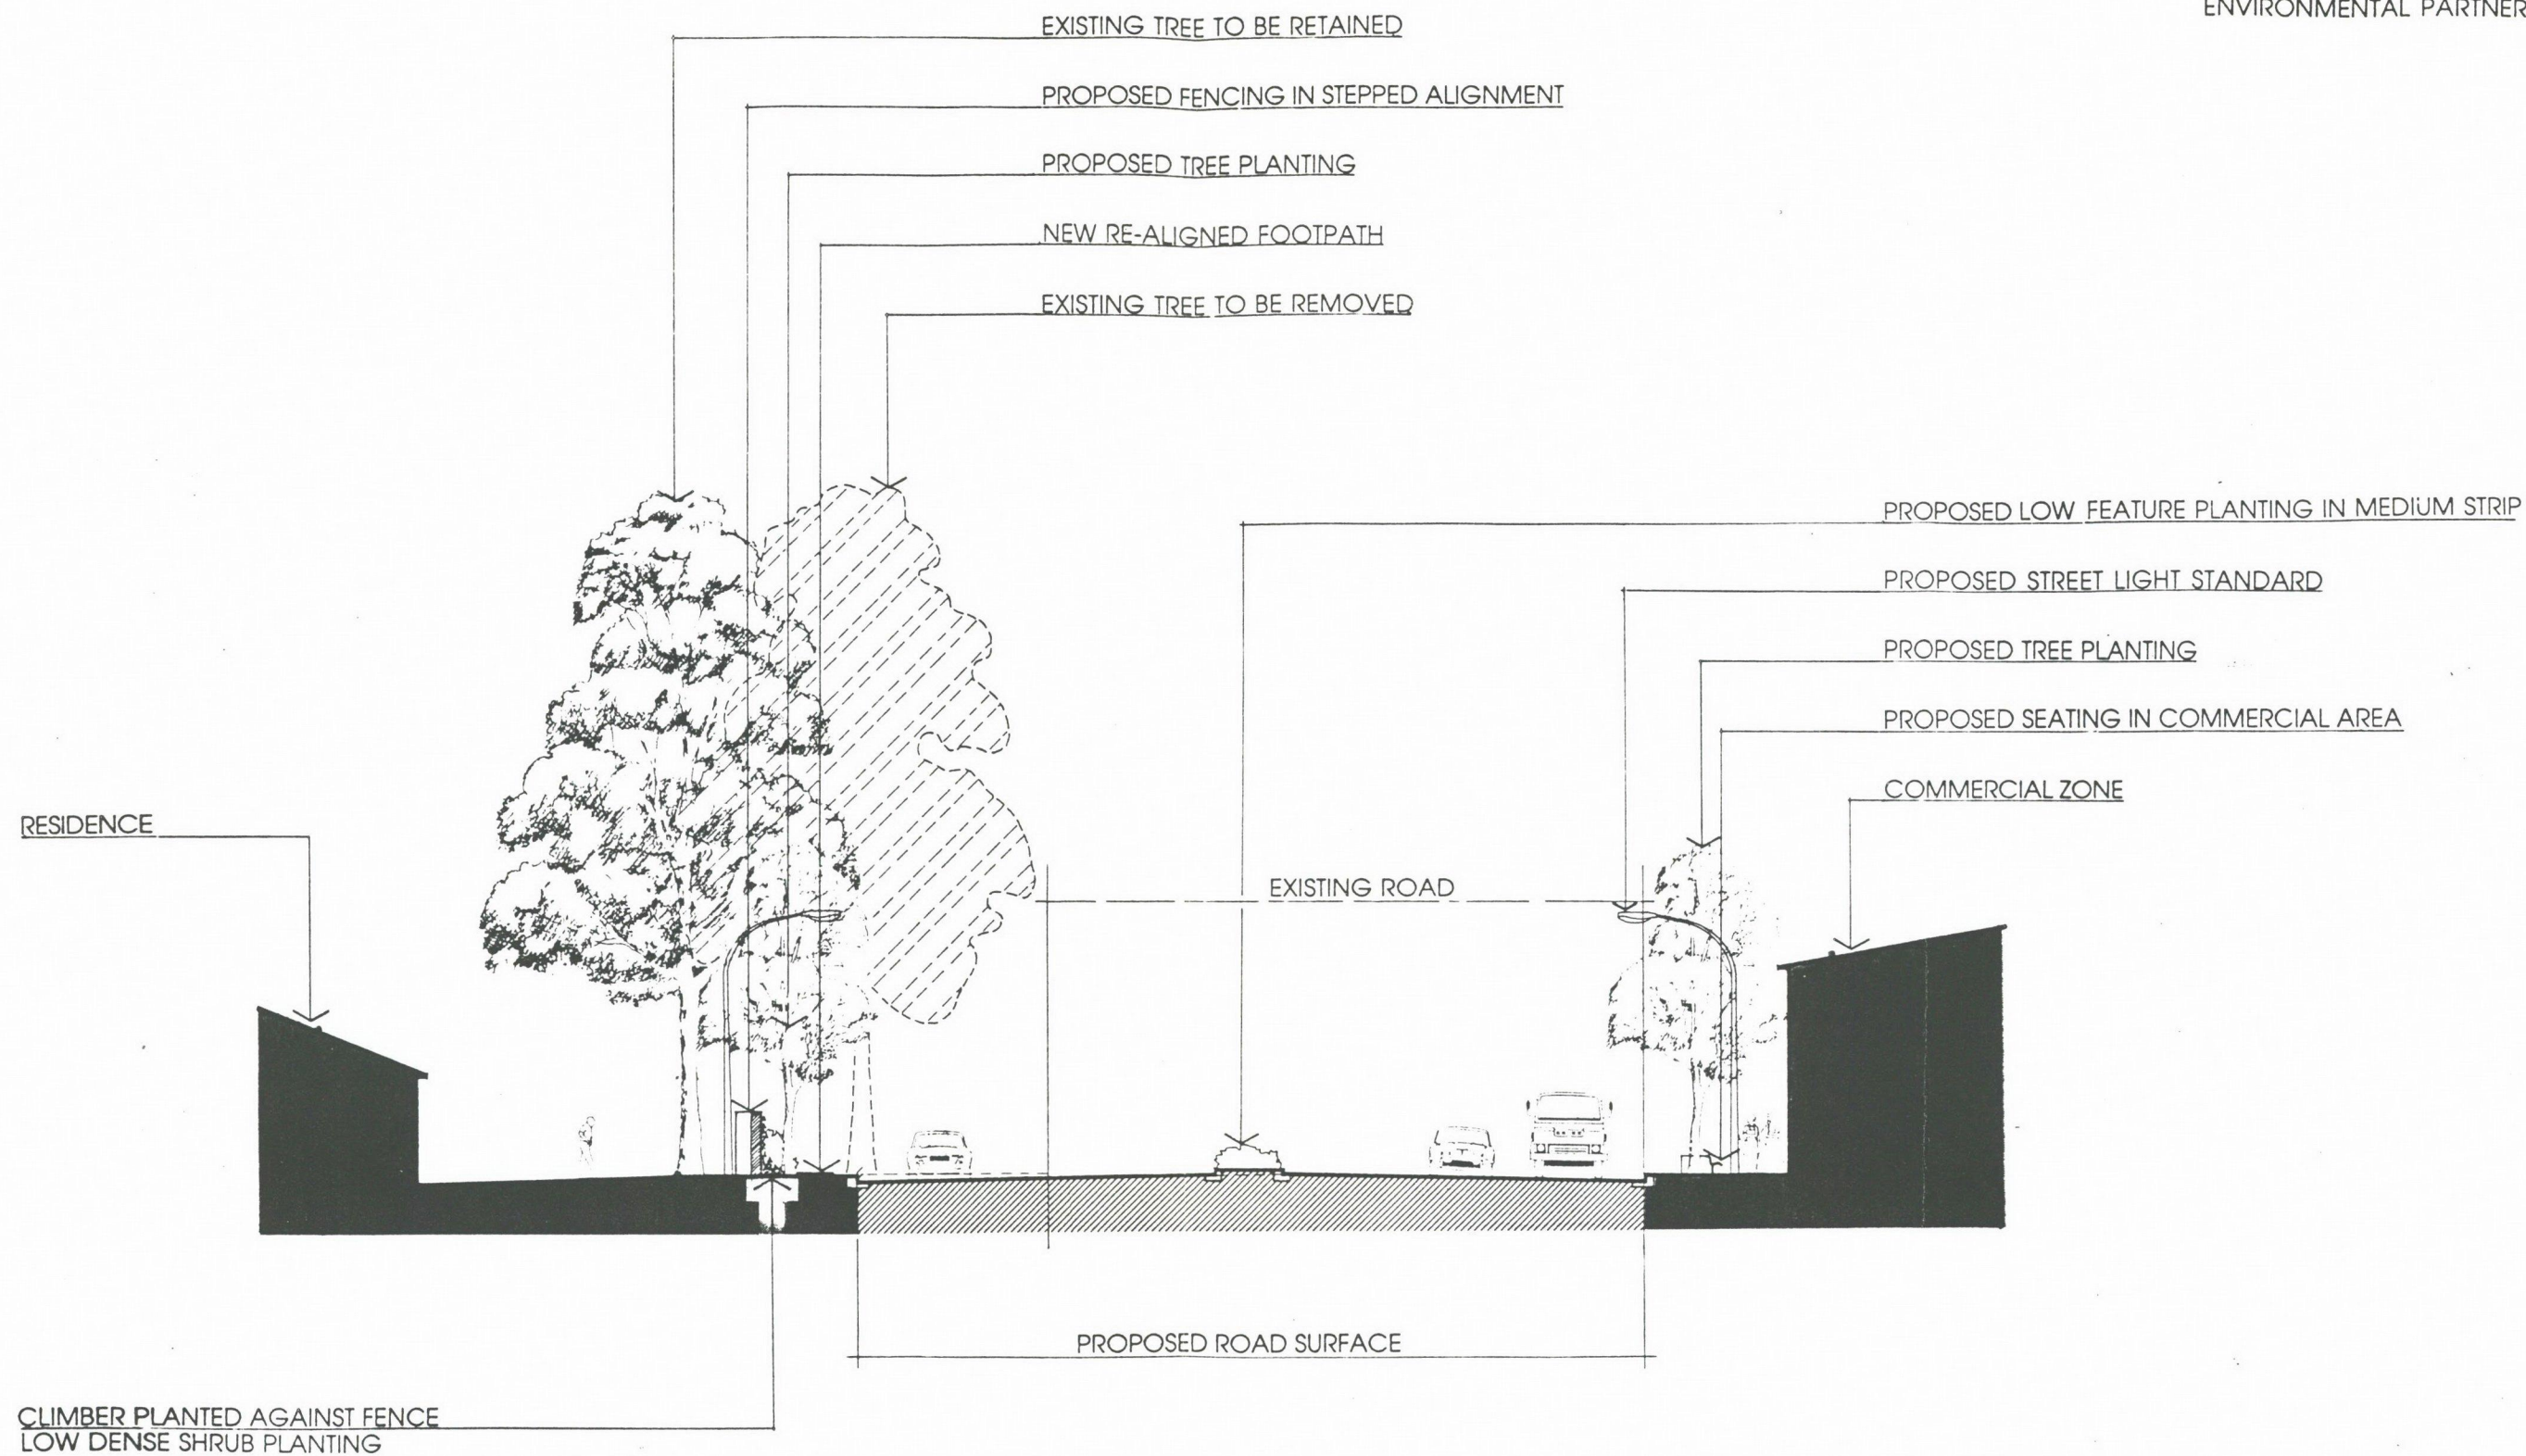 ENVIRONMENTAL PARTNER
EXISTING TREE TO BE RETAINED
PROPOSED FENCING IN STEPPED ALIGNMENT
PROPOSED TREE PLANTING
NEW RE-ALIGNED FOOTPATH
EXISTING TREE TO BE REMOVED
PROPOSED LOW FEATURE PLANTING IN MEDIUM STRIP
PROPOSED STREET LIGHT STANDARD
PROPOSED TREE PLANTING
PROPOSED SEATING IN COMMERCIAL AREA
COMMERCIAL ZONE
RESIDENCE
EXISTING ROAD
PROPOSED ROAD SURFACE
CLIMBER PLANTED AGAINST FENCE
LOW DENSE SHRUB PLANTING